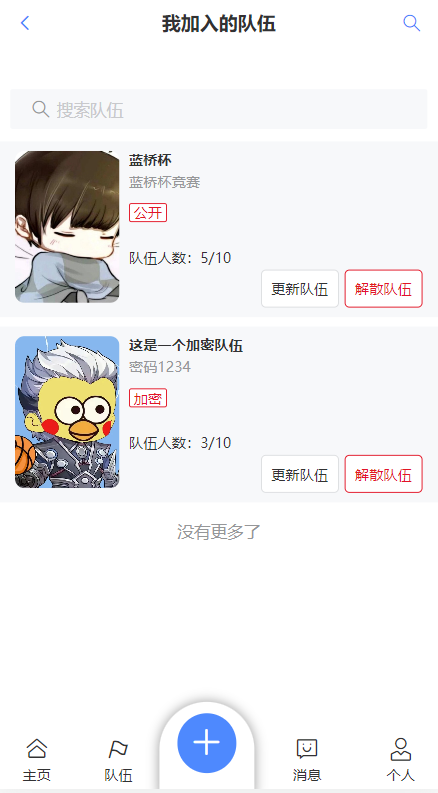 我加入的队伍
搜索队伍
蓝桥杯
蓝桥杯竞赛
公开
队伍人数：5/10
更新队伍
解散队伍
这是一个加密队伍
密码1234
加密
队伍人数：3/10
更新队伍
解散队伍
没有更多了
主页
队伍
消息
个人